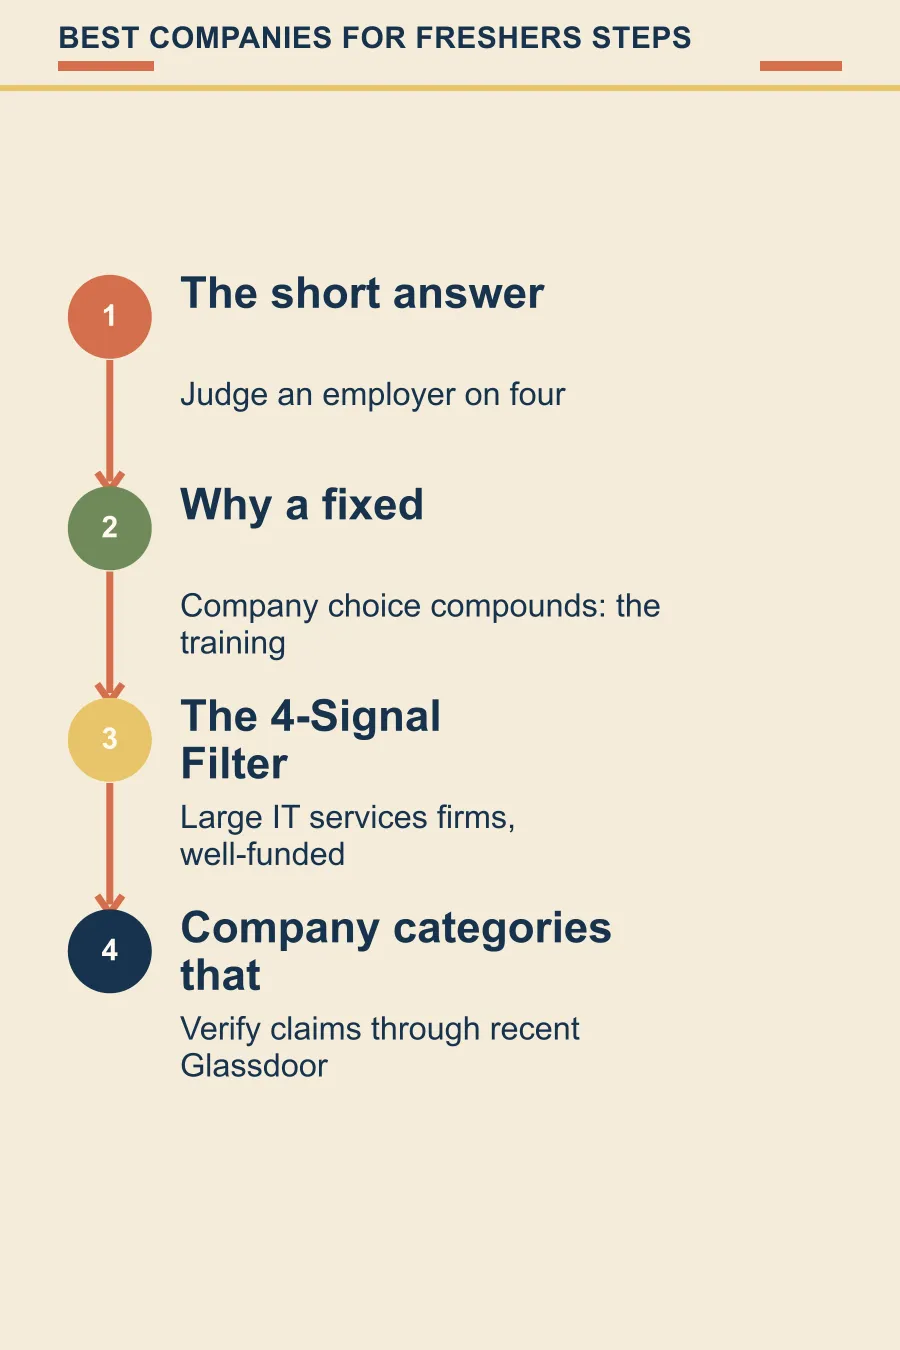 BEST COMPANIES FOR FRESHERS STEPS
1
The short answer
Judge an employer on four
2
Why a fixed
Company choice compounds: the
training
3
The 4-Signal
Filter
Large IT services firms,
well-funded
4
Company categories
that
Verify claims through recent
Glassdoor